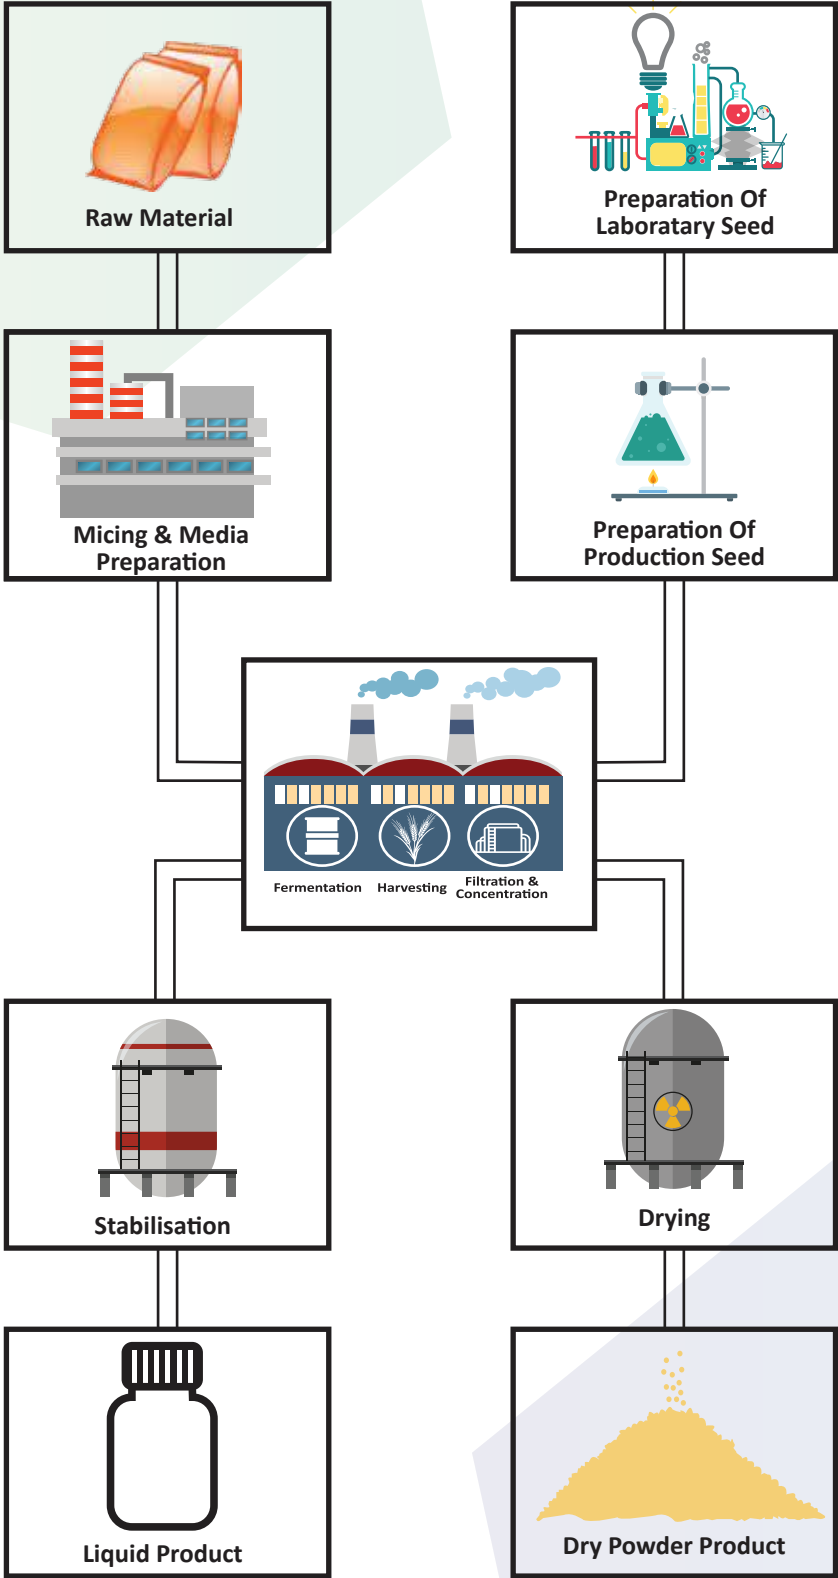 Raw Material
Preparation Of
Laboratary Seed
Micing & Media
Preparation
Preparation Of
Production Seed
Fermentation
Harvesting
Filtration &
Concentration
Stabilisation
Drying
Liquid Product
Dry Powder Product